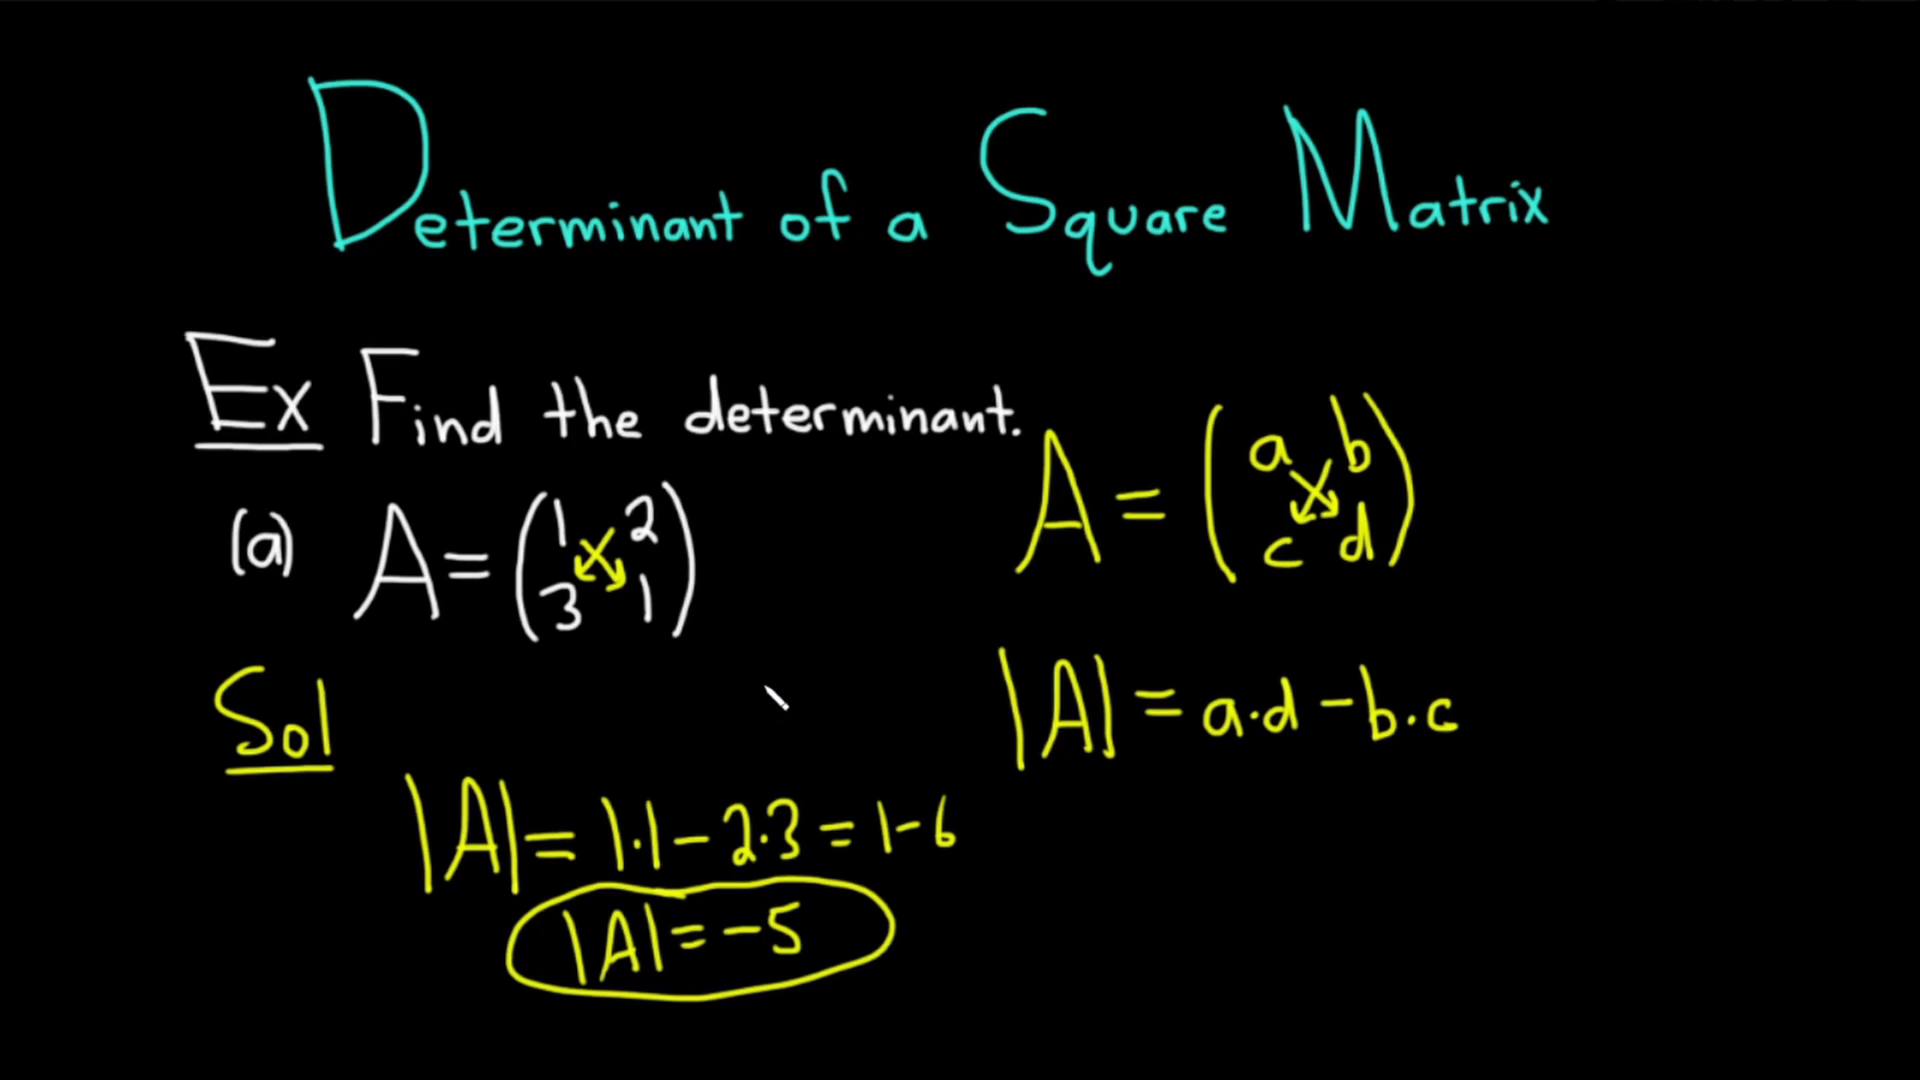 Determinant of a Square Matrix
Ex Find the determinant.
(a) A = (1 2
3 1)
A = (a b
c d)
Sol
|A| = a·d - b·c
|A| = 1·1 - 2·3 = 1-6
|A| = -5